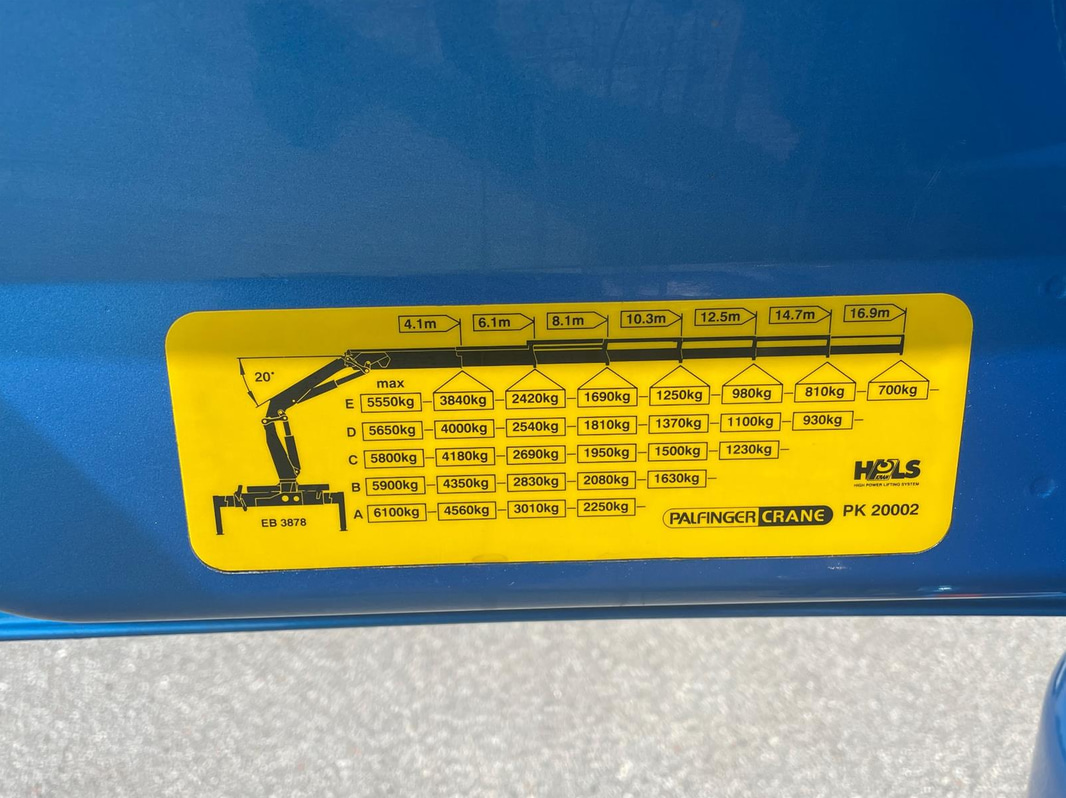 4.1m 6.1m 8.1m 10.3m 12.5m 14.7m 16.9m
20°
max
E 5550kg 3840kg 2420kg 1690kg 1250kg 980kg 810kg 700kg
D 5650kg 4000kg 2540kg 1810kg 1370kg 1100kg 930kg
C 5800kg 4180kg 2690kg 1950kg 1500kg 1230kg
B 5900kg 4350kg 2830kg 2080kg 1630kg
A 6100kg 4560kg 3010kg 2250kg
EB 3878
HPLS
HIGH POWER LIFTING SYSTEM
PALFINGER CRANE PK 20002